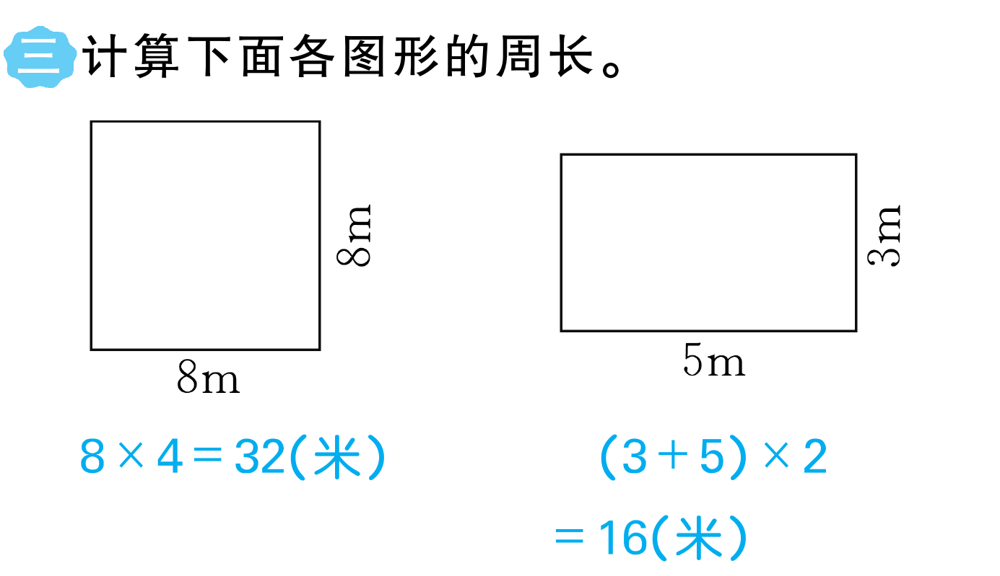 三 计算下面各图形的周长。
8m
8m
3m
5m
8×4=32(米)
(3+5)×2
=16(米)